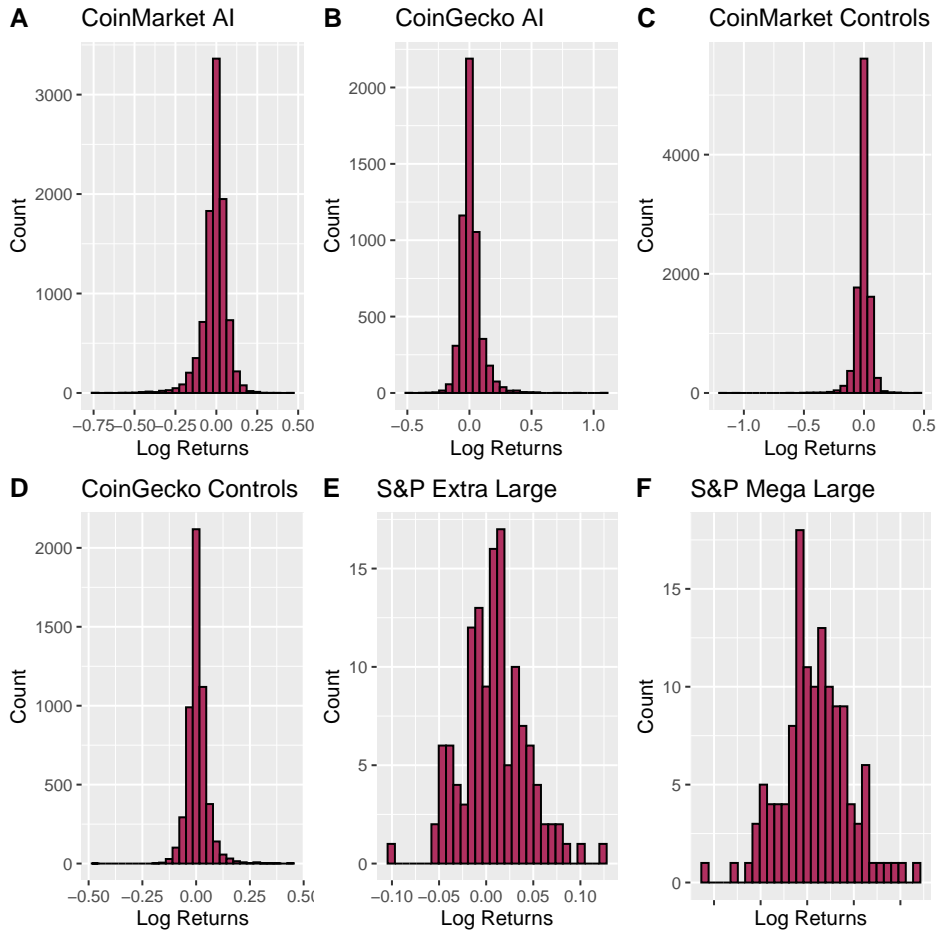 A CoinMarket AI
3000
2000
1000
0
Count
−0.75 −0.50 −0.25 0.00 0.25 0.50
Log Returns
B CoinGecko AI
2000
1500
1000
500
0
Count
−0.5 0.0 0.5 1.0
Log Returns
C CoinMarket Controls
4000
2000
0
Count
−1.0 −0.5 0.0 0.5
Log Returns
D CoinGecko Controls
2000
1500
1000
500
0
Count
−0.50 −0.25 0.00 0.25 0.50
Log Returns
E S&P Extra Large
15
10
5
0
Count
−0.10 −0.05 0.00 0.05 0.10
Log Returns
F S&P Mega Large
15
10
5
0
Count
Log Returns